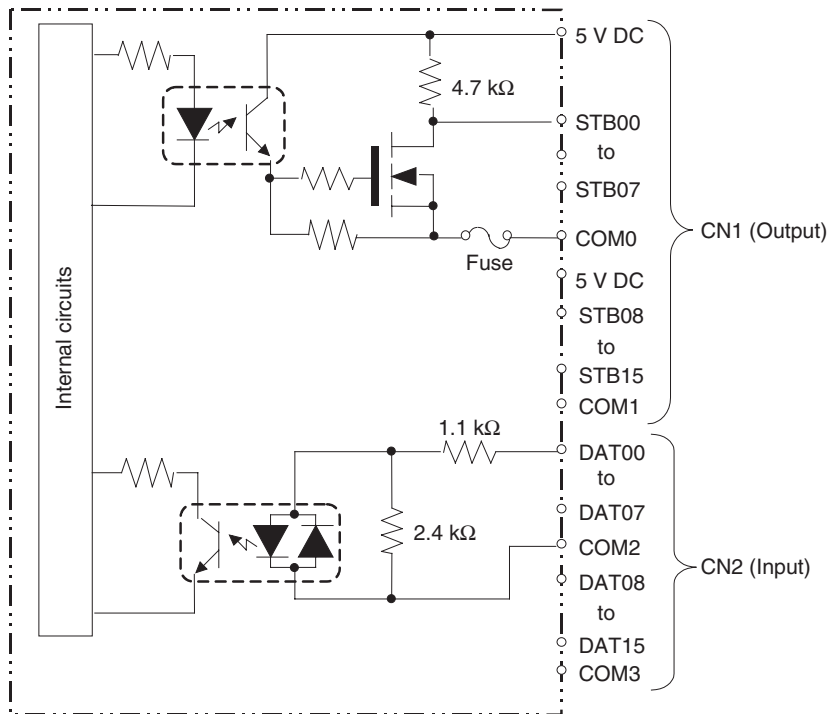 5 V DC
4.7 kΩ
STB00
to
STB07
COM0
Fuse
CN1 (Output)
5 V DC
STB08
to
STB15
COM1
Internal circuits
1.1 kΩ
DAT00
to
DAT07
2.4 kΩ
COM2
CN2 (Input)
DAT08
to
DAT15
COM3